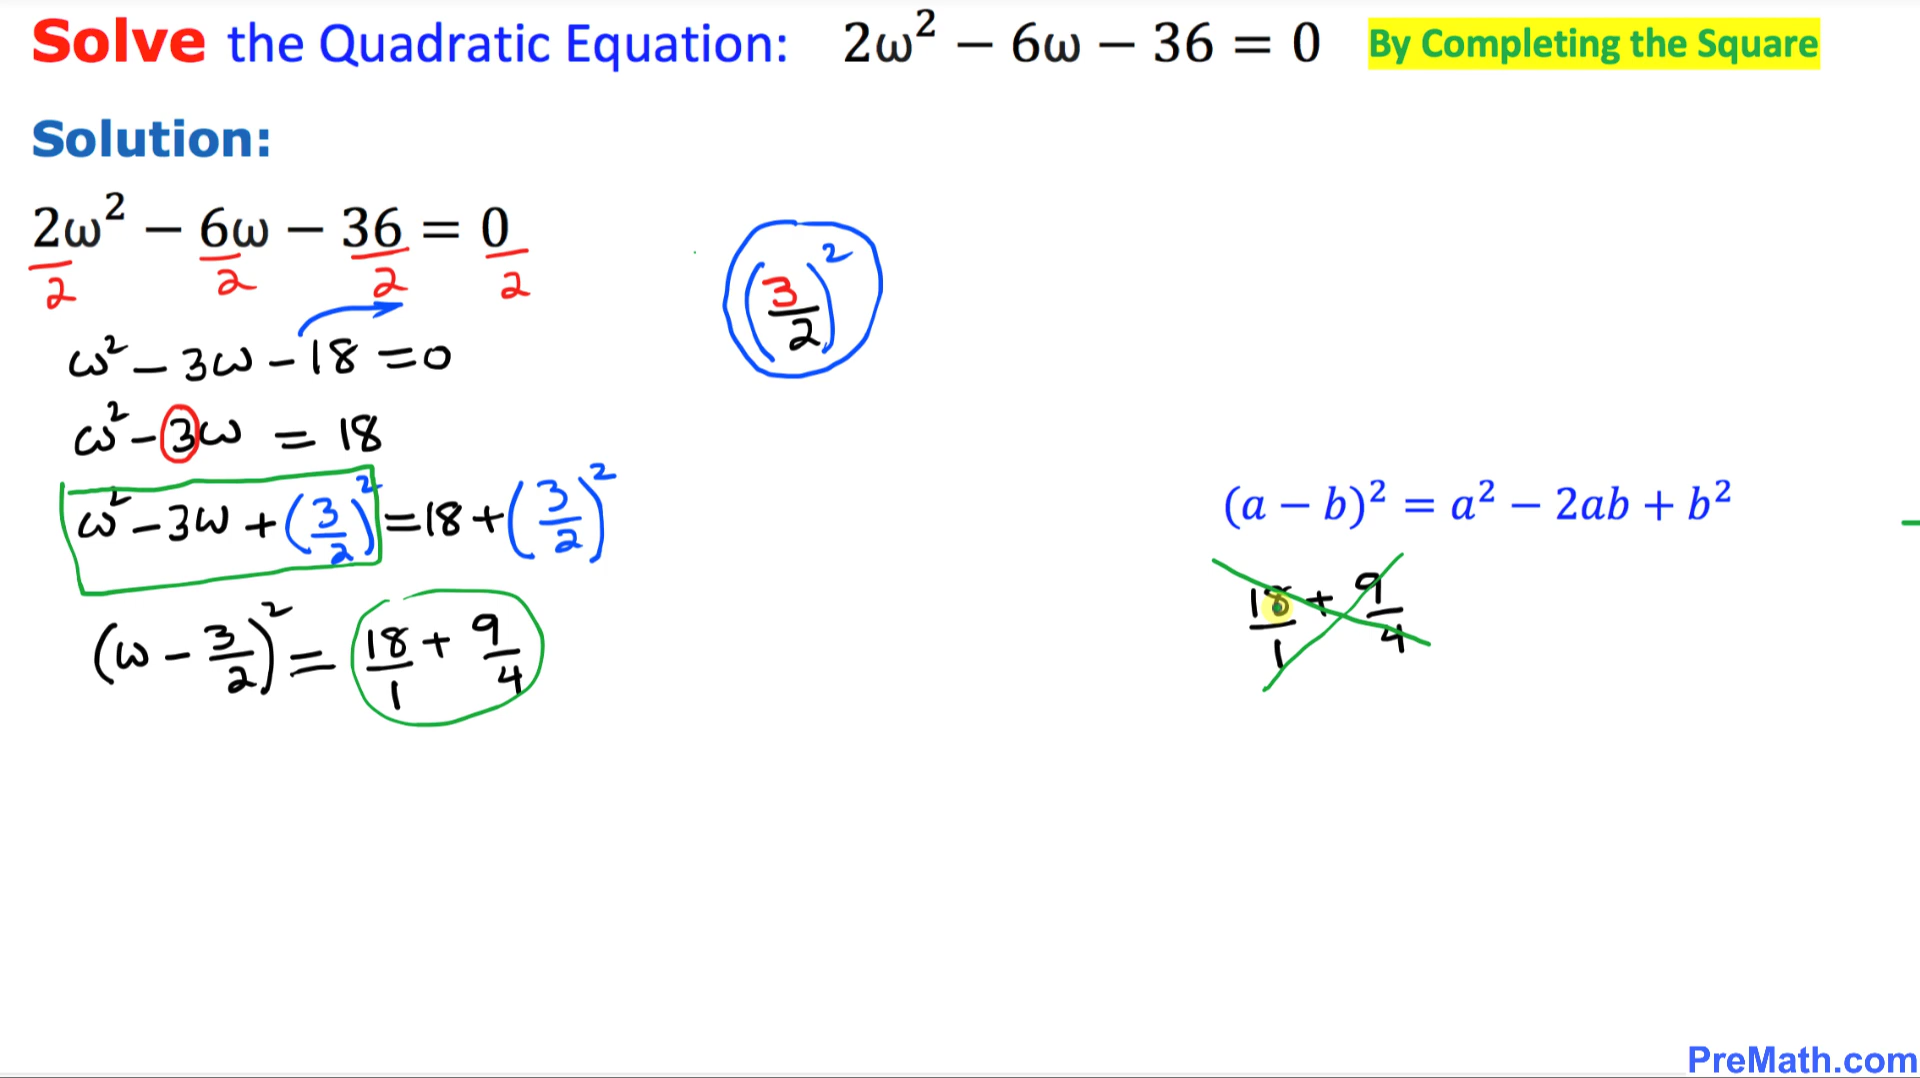 Solve the Quadratic Equation: 2ω² − 6ω − 36 = 0 By Completing the Square
Solution:
2ω²/2 − 6ω/2 − 36/2 = 0/2
(3/2)²
ω² − 3ω − 18 = 0
ω² − 3ω = 18
ω² − 3ω + (3/2)² = 18 + (3/2)²
(a − b)² = a² − 2ab + b²
(ω − 3/2)² = 18/1 + 9/4
18/1 + 9/4
PreMath.com